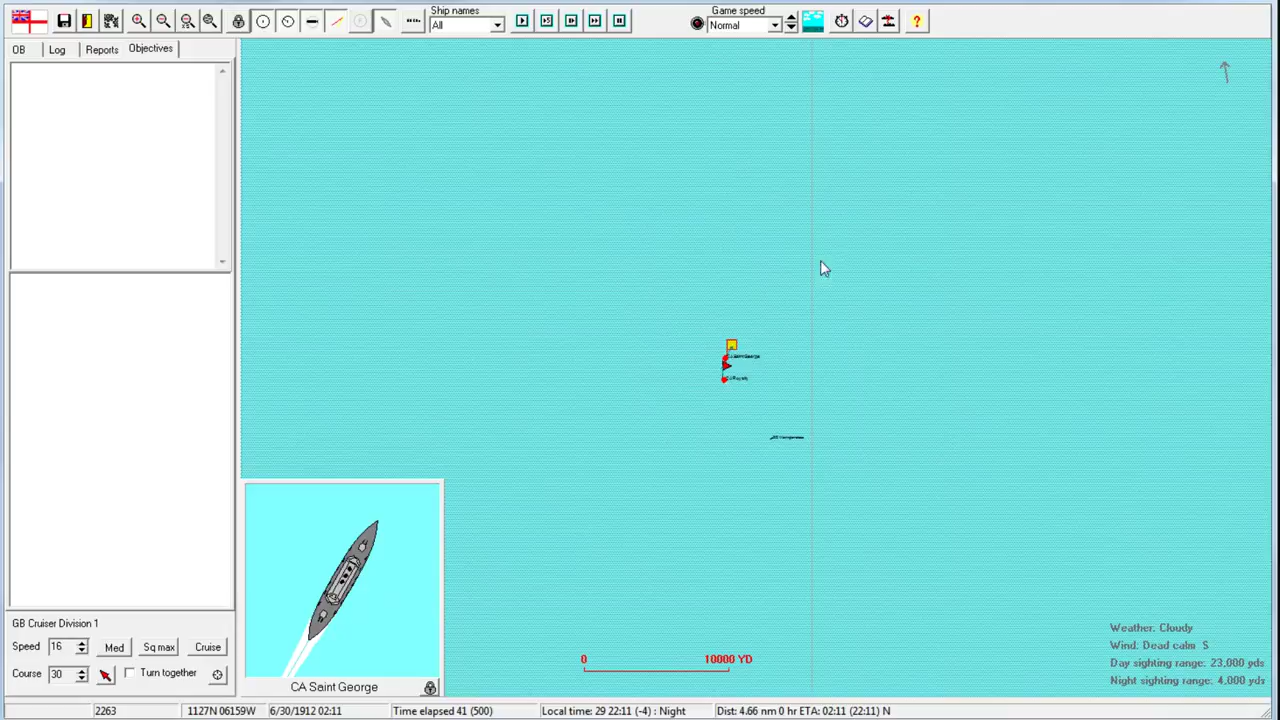 Ship names
All
Game speed
Normal
OB
Log
Reports
Objectives
GB Cruiser Division 1
Speed 16 Med Sq max Cruise
Course 30 Turn together
CA Saint George
0 10000 YD
Weather: Cloudy
Wind: Dead calm S
Day sighting range: 23,000 yds
Night sighting range: 4,000 yds
2263
1127N 06159W
6/30/1912 02:11
Time elapsed 41 (500)
Local time: 29 22:11 (-4) : Night
Dist: 4.66 nm 0 hr ETA: 02:11 (22:11) N